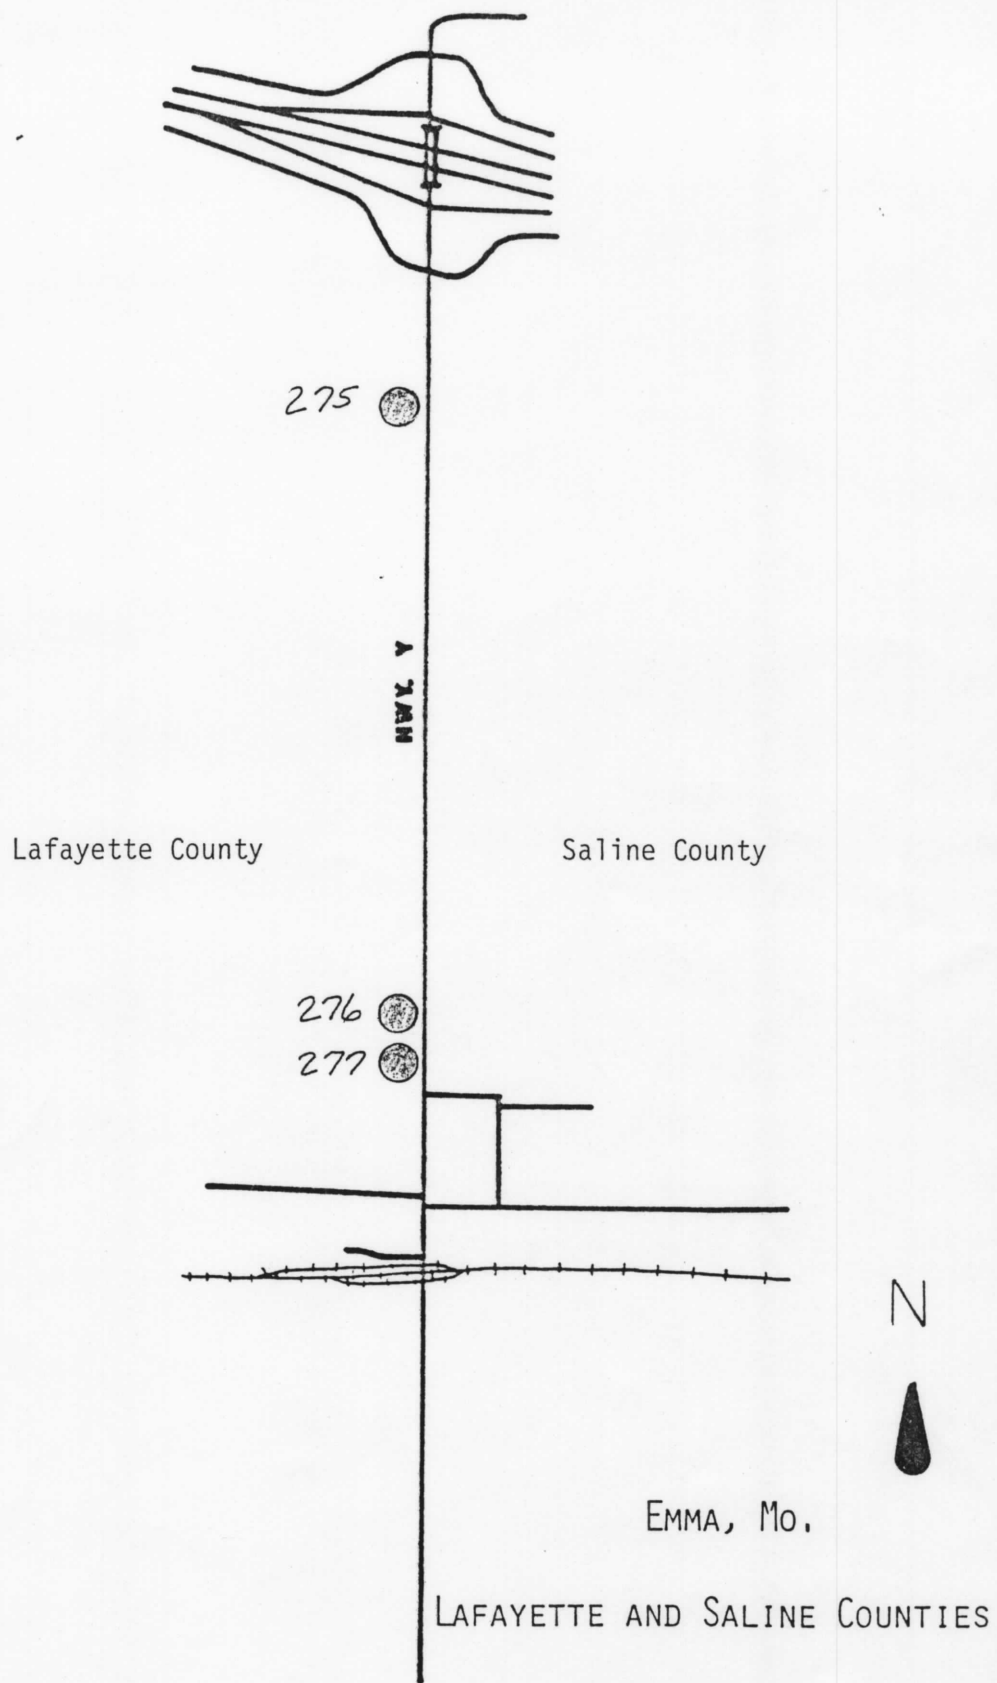 275
HWY. Y
Lafayette County
Saline County
276
277
N
EMMA, MO.
LAFAYETTE AND SALINE COUNTIES